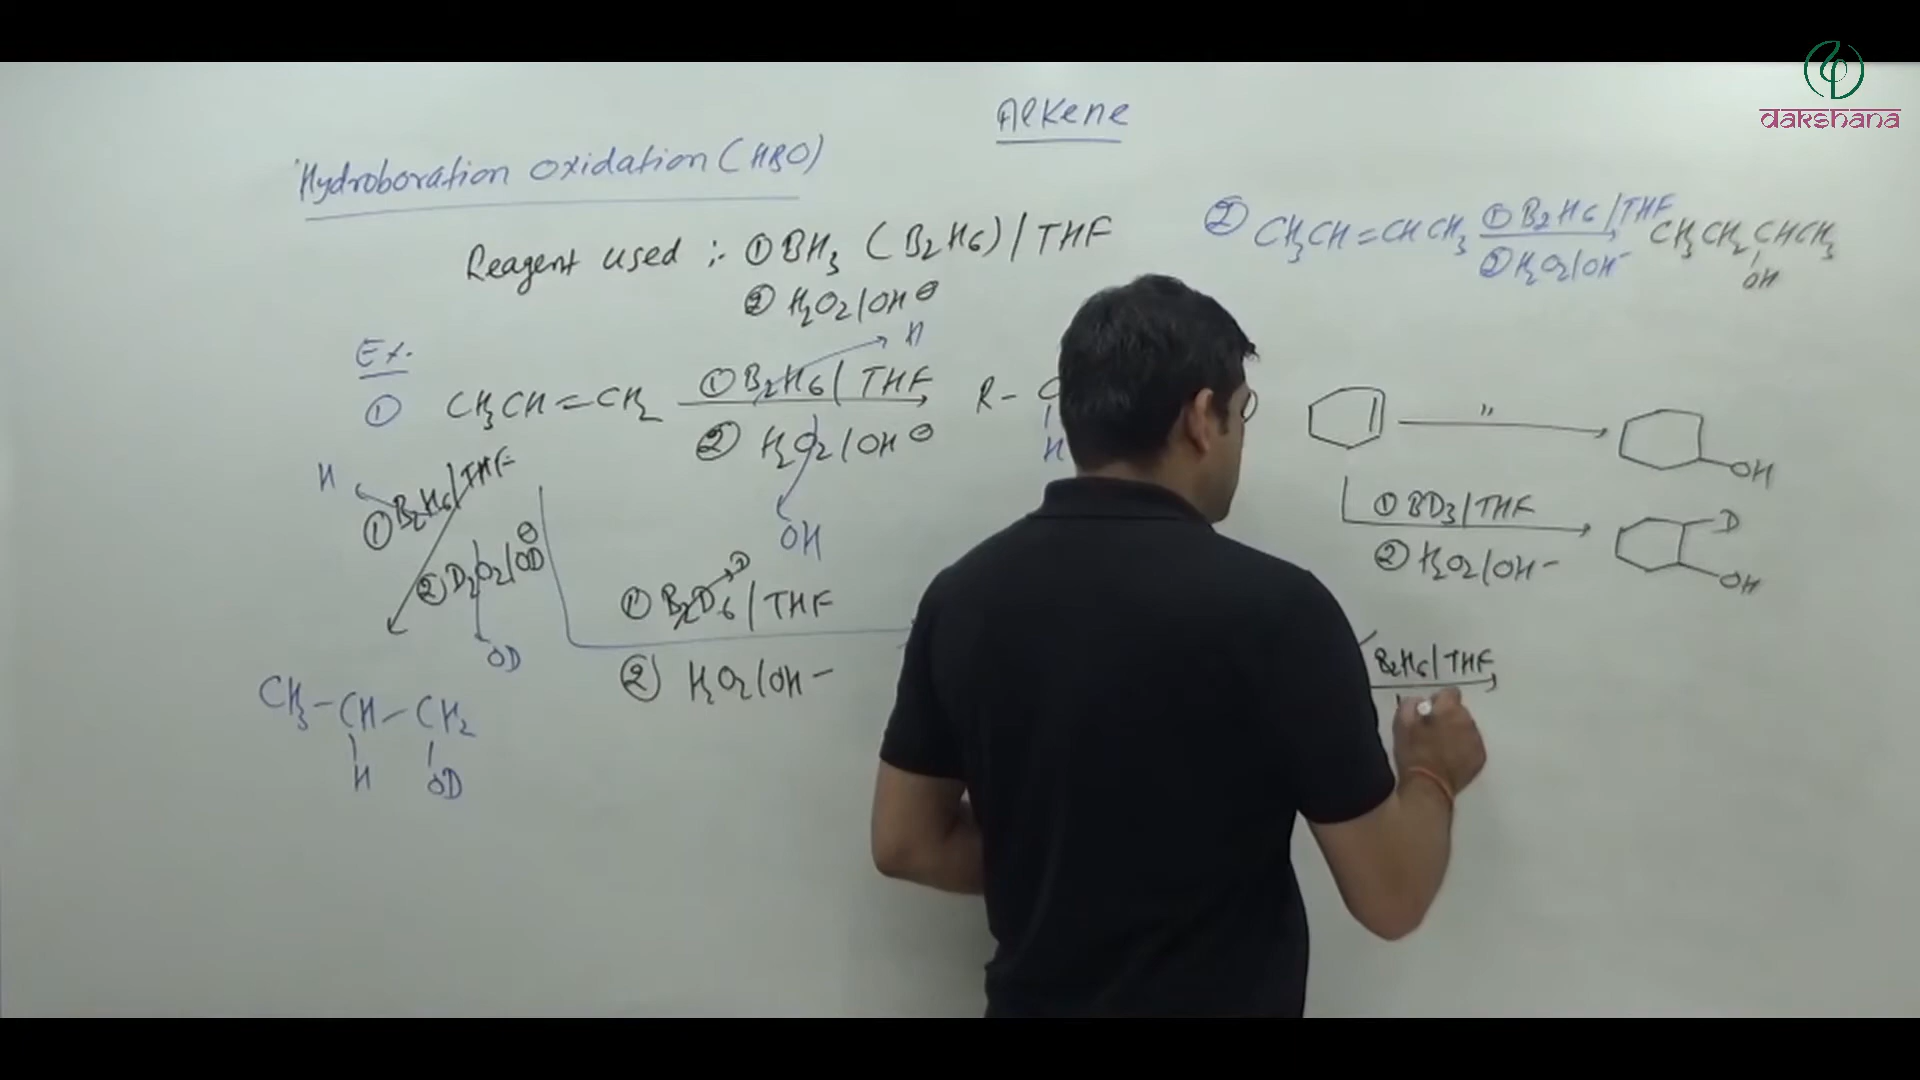 dakshana
Alkene
Hydroboration oxidation (HBO)
Reagent used :- ① BH₃ (B₂H₆) / THF
② H₂O₂/OH⊖
Ex.
① CH₃CH=CH₂ ① B₂H₆/THF R-
H
② H₂O₂/OH⊖
OH
H
H
① B₂H₆/THF
② D₂O₂/OD⊖
OD
CH₃-CH-CH₂
H OD
① B₂D₆/THF
D
② H₂O₂/OH-
② CH₃CH=CHCH₃ ① B₂H₆/THF CH₃CH₂CHCH₃
② H₂O₂/OH- OH
"
OH
① BD₃/THF
② H₂O₂/OH-
D
OH
B₂H₆/THF